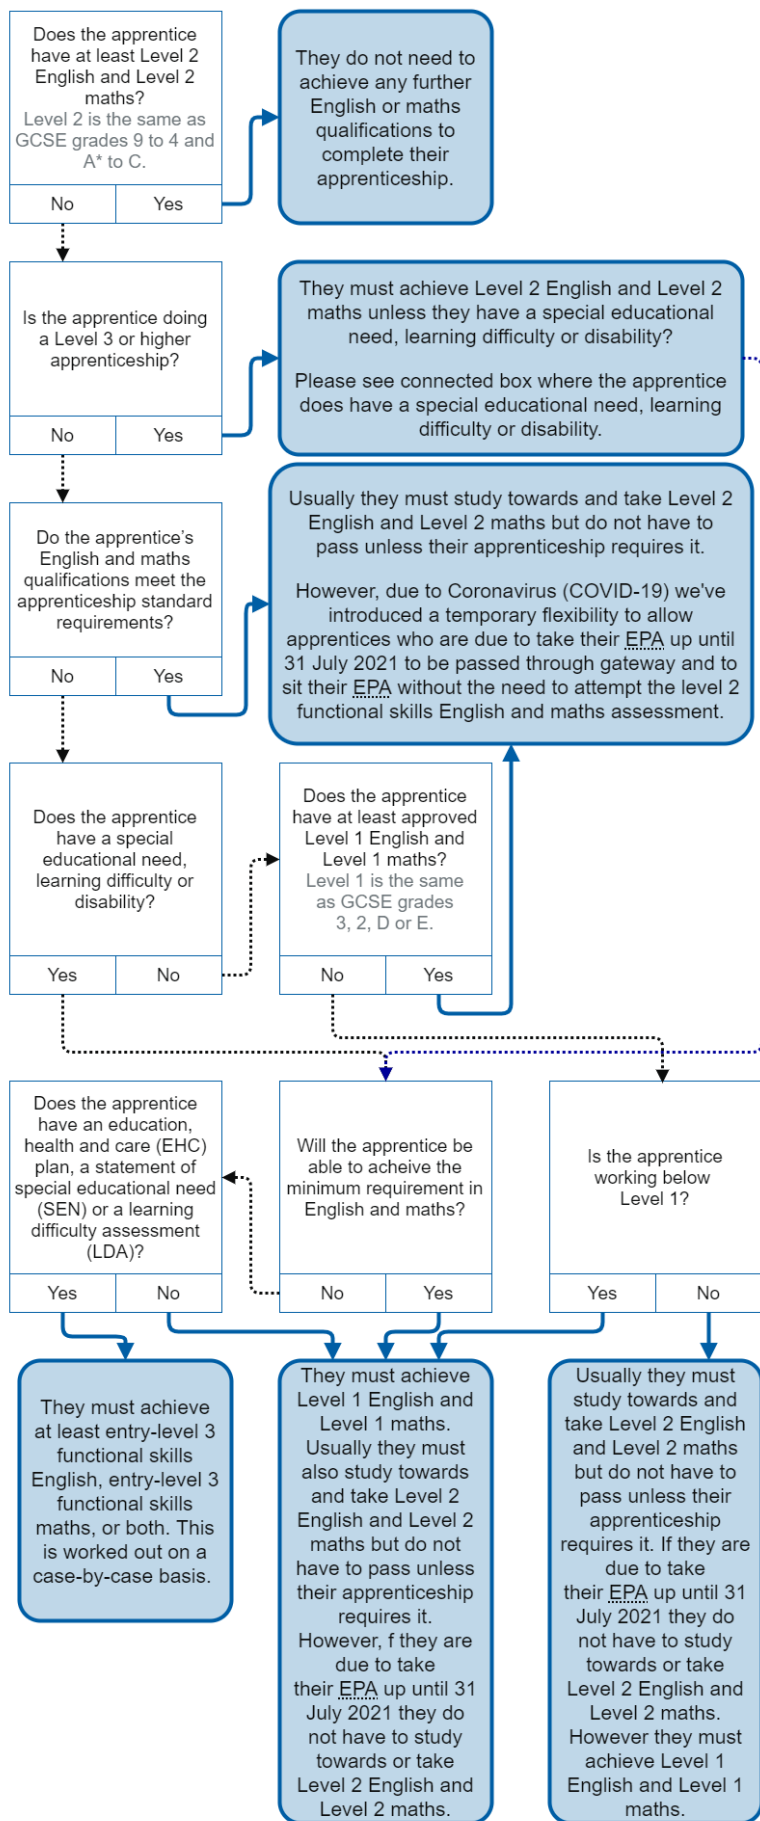 Does the apprentice
have at least Level 2
English and Level 2
maths?
Level 2 is the same as
GCSE grades 9 to 4 and
A* to C.
No
Yes
They do not need to
achieve any further
English or maths
qualifications to
complete their
apprenticeship.
Is the apprentice doing
a Level 3 or higher
apprenticeship?
No
Yes
They must achieve Level 2 English and Level 2
maths unless they have a special educational
need, learning difficulty or disability?
Please see connected box where the apprentice
does have a special educational need, learning
difficulty or disability.
Do the apprentice's
English and maths
qualifications meet the
apprenticeship standard
requirements?
No
Yes
Usually they must study towards and take Level 2
English and Level 2 maths but do not have to
pass unless their apprenticeship requires it.
However, due to Coronavirus (COVID-19) we've
introduced a temporary flexibility to allow
apprentices who are due to take their EPA up until
31 July 2021 to be passed through gateway and to
sit their EPA without the need to attempt the level 2
functional skills English and maths assessment.
Does the apprentice
have a special
educational need,
learning difficulty or
disability?
Yes
No
Does the apprentice
have at least approved
Level 1 English and
Level 1 maths?
Level 1 is the same
as GCSE grades
3, 2, D or E.
No
Yes
Does the apprentice
have an education,
health and care (EHC)
plan, a statement of
special educational need
(SEN) or a learning
difficulty assessment
(LDA)?
Yes
No
Will the apprentice be
able to acheive the
minimum requirement in
English and maths?
No
Yes
Is the apprentice
working below
Level 1?
Yes
No
They must achieve
at least entry-level 3
functional skills
English, entry-level 3
functional skills
maths, or both. This
is worked out on a
case-by-case basis.
They must achieve
Level 1 English and
Level 1 maths.
Usually they must
also study towards
and take Level 2
English and Level 2
maths but do not
have to pass unless
their apprenticeship
requires it.
However, f they are
due to take
their EPA up until 31
July 2021 they do
not have to study
towards or take
Level 2 English and
Level 2 maths.
Usually they must
study towards and
take Level 2 English
and Level 2 maths
but do not have to
pass unless their
apprenticeship
requires it. If they are
due to take
their EPA up until 31
July 2021 they do
not have to study
towards or take
Level 2 English and
Level 2 maths.
However they must
achieve Level 1
English and Level 1
maths.